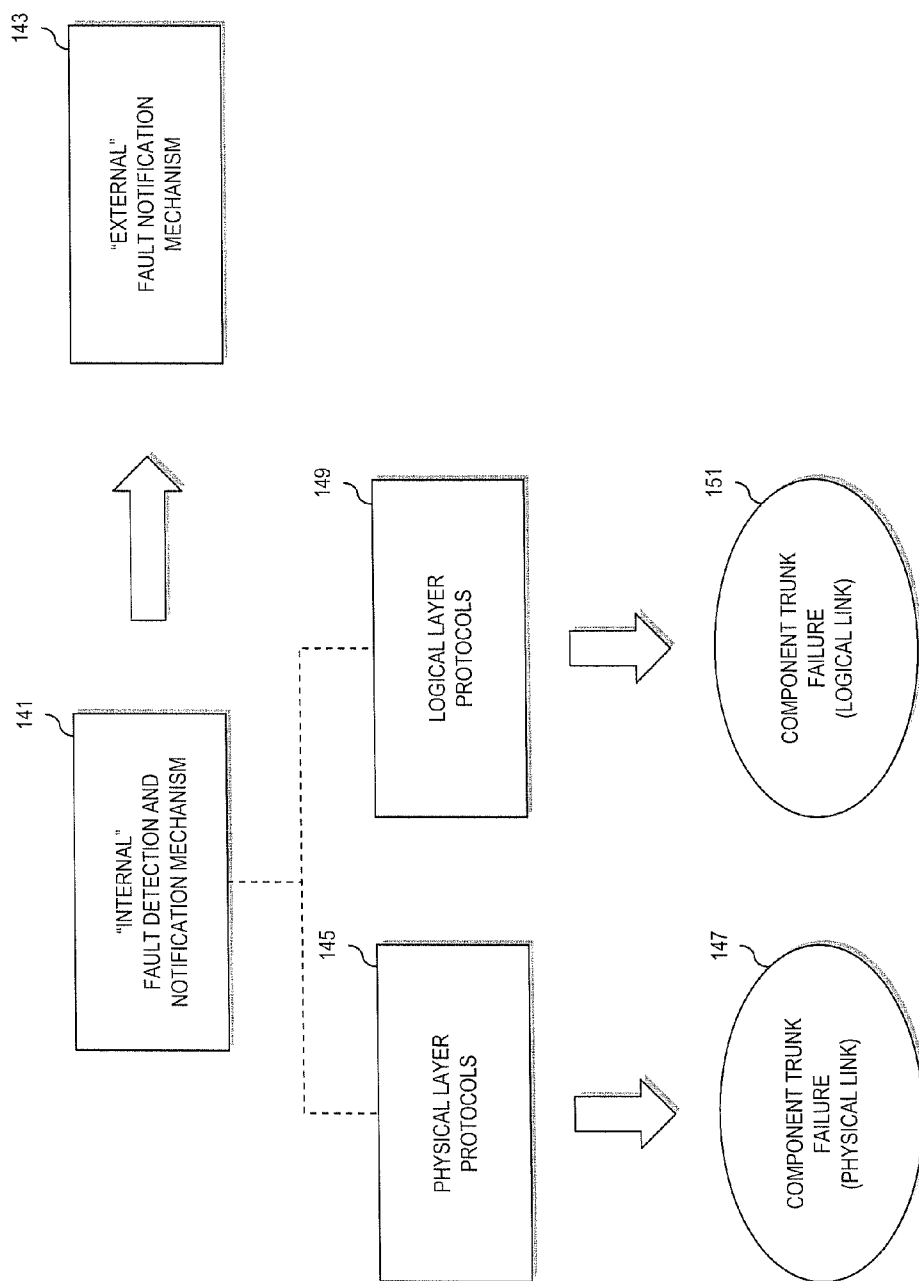 141
"INTERNAL"
FAULT DETECTION AND
NOTIFICATION MECHANISM
143
"EXTERNAL"
FAULT NOTIFICATION
MECHANISM
145
PHYSICAL LAYER
PROTOCOLS
149
LOGICAL LAYER
PROTOCOLS
147
COMPONENT TRUNK
FAILURE
(PHYSICAL LINK)
151
COMPONENT TRUNK
FAILURE
(LOGICAL LINK)